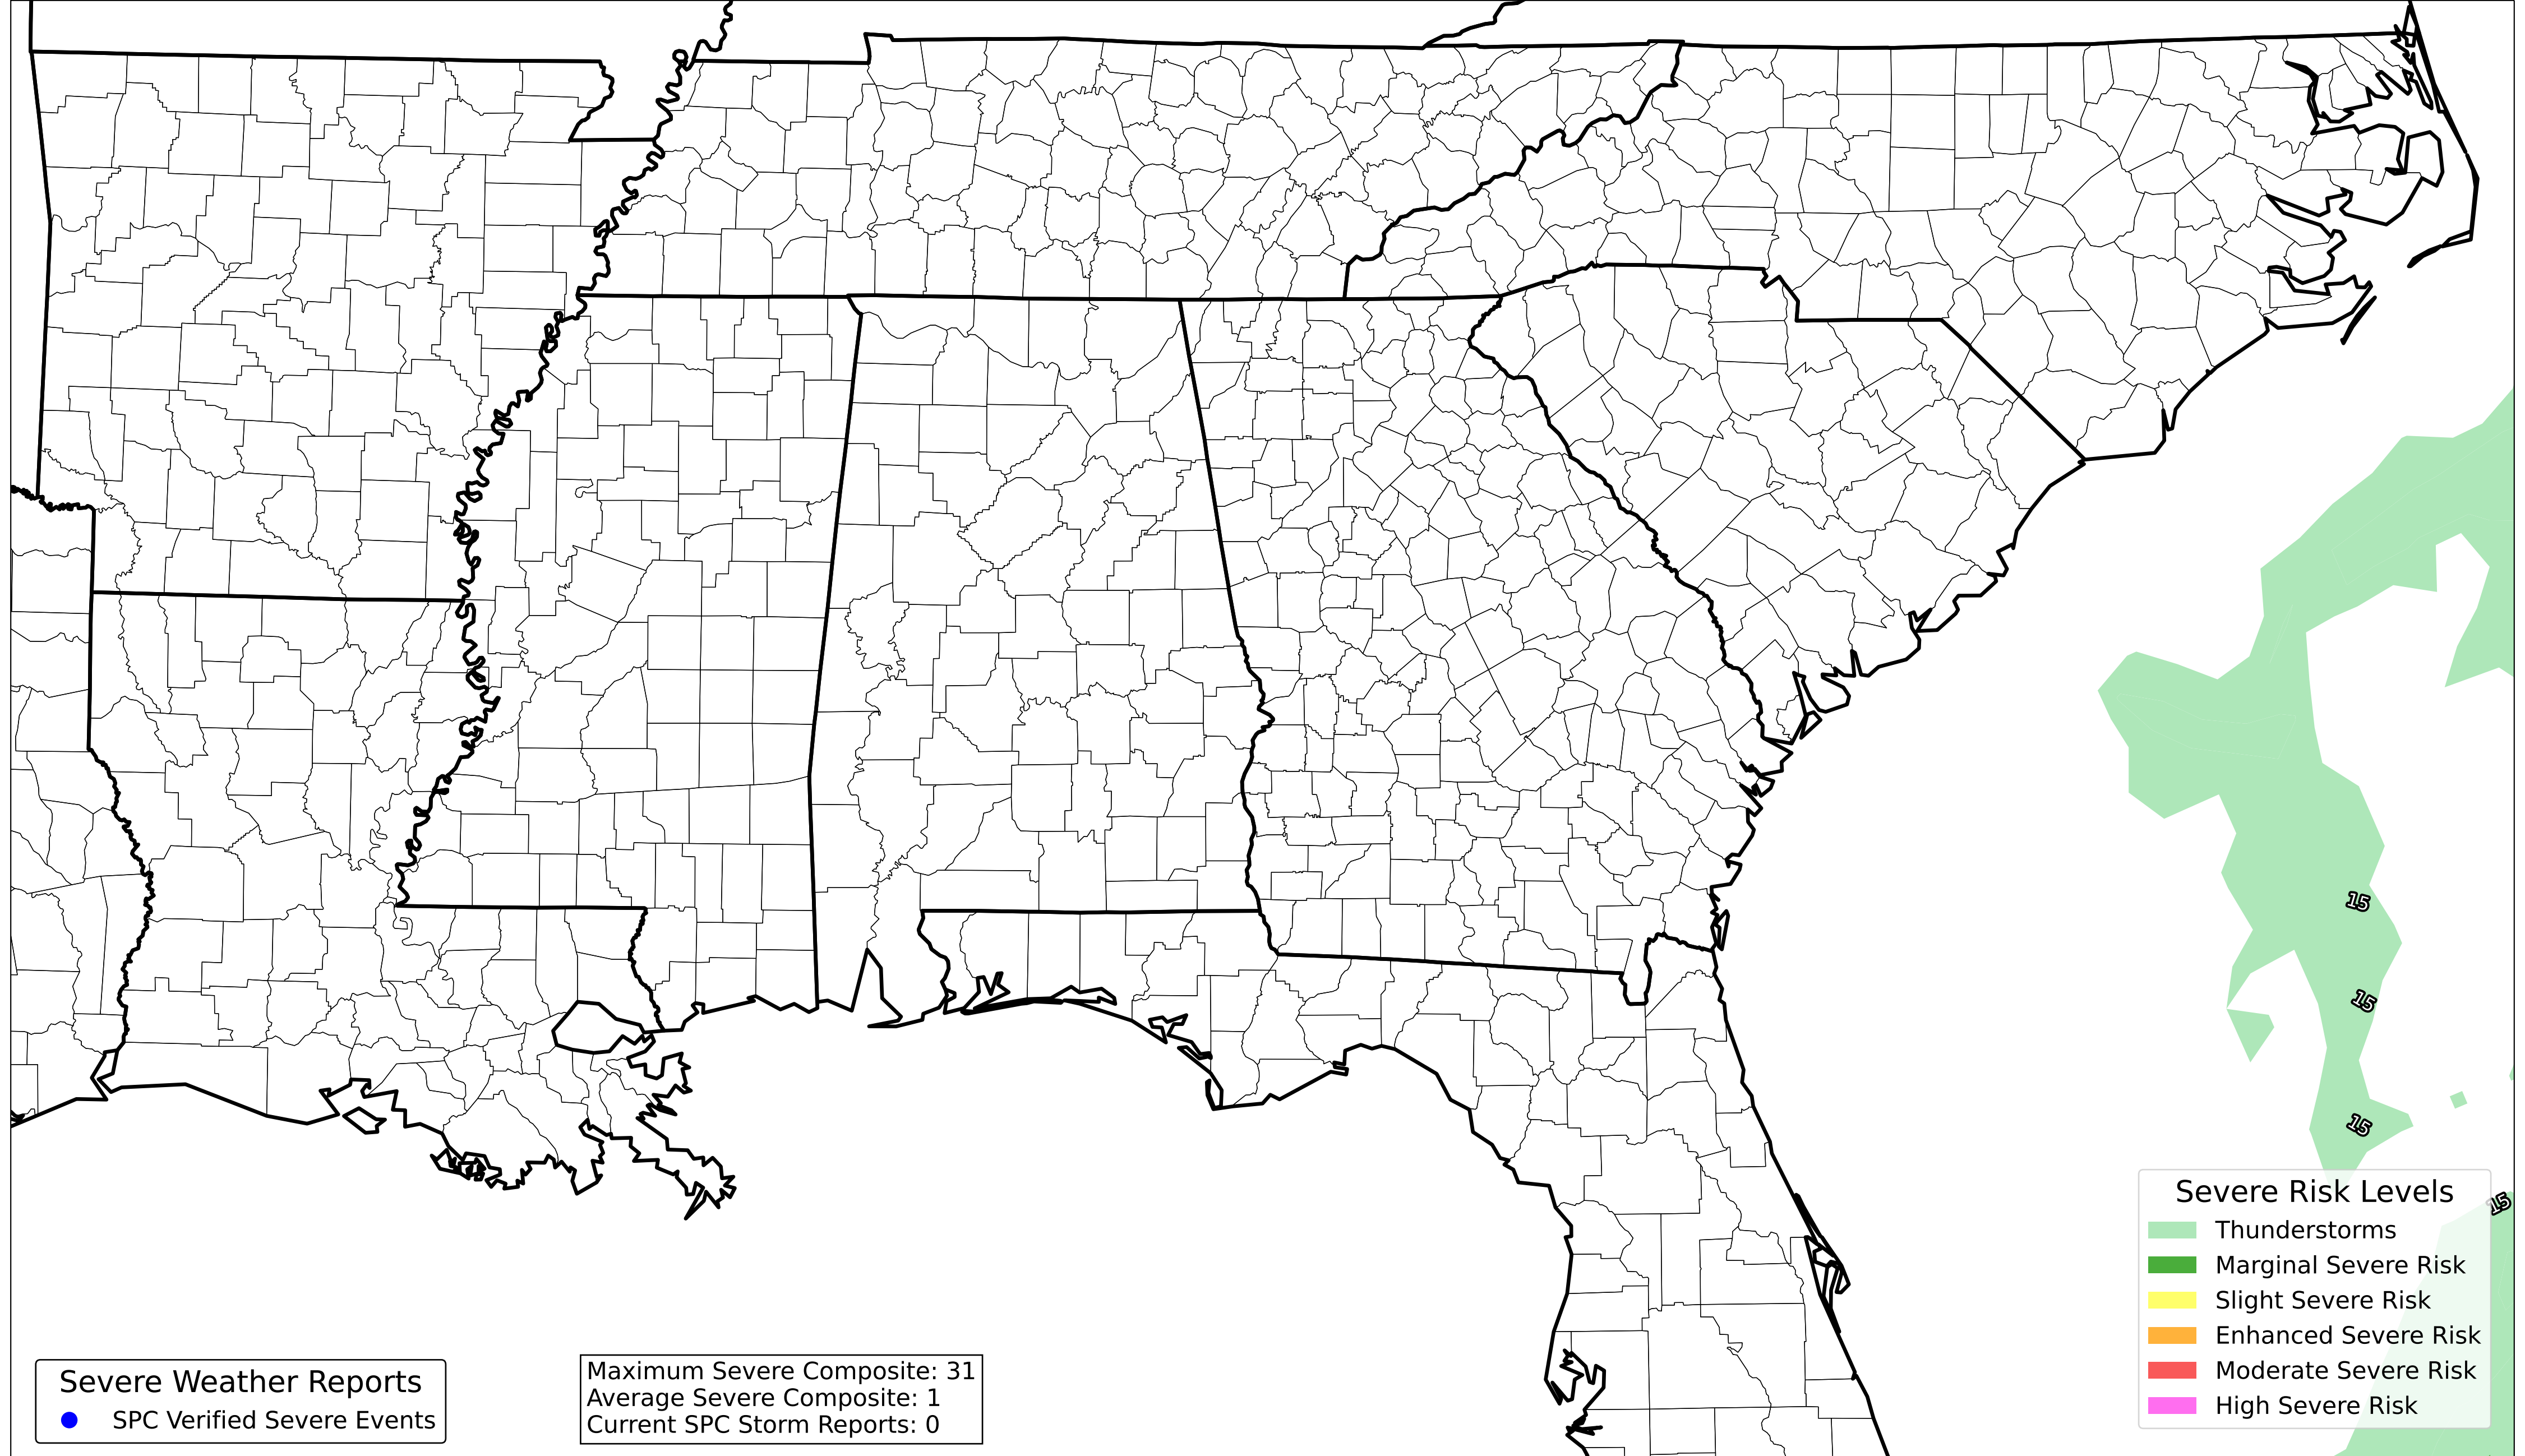 15
15
15
15
Severe Risk Levels
Thunderstorms
Marginal Severe Risk
Slight Severe Risk
Enhanced Severe Risk
Moderate Severe Risk
High Severe Risk
Severe Weather Reports
SPC Verified Severe Events
Maximum Severe Composite: 31
Average Severe Composite: 1
Current SPC Storm Reports: 0